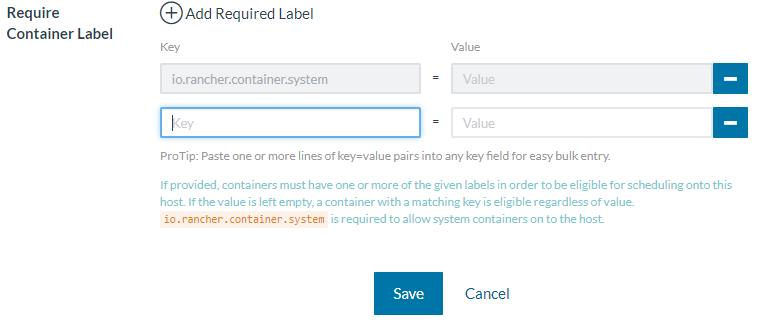 Require
Container Label
Add Required Label
Key Value
io.rancher.container.system = Value
Key = Value
ProTip: Paste one or more lines of key=value pairs into any key field for easy bulk entry.
If provided, containers must have one or more of the given labels in order to be eligible for scheduling onto this
host. If the value is left empty, a container with a matching key is eligible regardless of value.
io.rancher.container.system is required to allow system containers on to the host.
Save Cancel